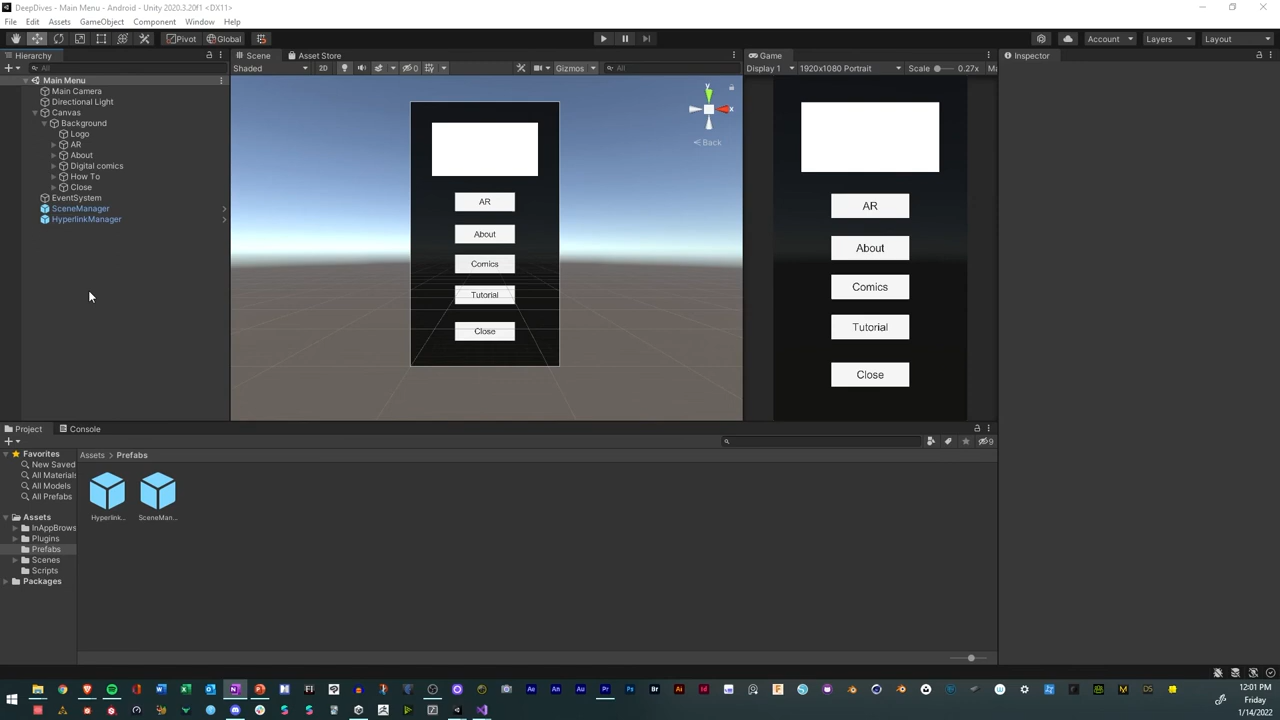 DeepDives - Main Menu - Android - Unity 2020.3.20f1 <DX11>
File Edit Assets GameObject Component Window Help
Pivot Global Account Layers Layout
Hierarchy Scene Asset Store Game Inspector
All Shaded 2D 0 Gizmos All Display 1 1920x1080 Portrait Scale 0.27x Ma
Main Menu
Main Camera
Directional Light
Canvas
Background
Logo
AR
About
Digital comics
How To
Close
EventSystem
SceneManager
HyperlinkManager
y
x
Back
AR
About
Comics
Tutorial
Close
AR
About
Comics
Tutorial
Close
Project Console
9
Favorites
New Saved
All Materials
All Models
All Prefabs
Assets
InAppBrows
Plugins
Prefabs
Scenes
Scripts
Packages
Assets > Prefabs
Hyperlink... SceneMan...
12:01 PM
Friday
1/14/2022